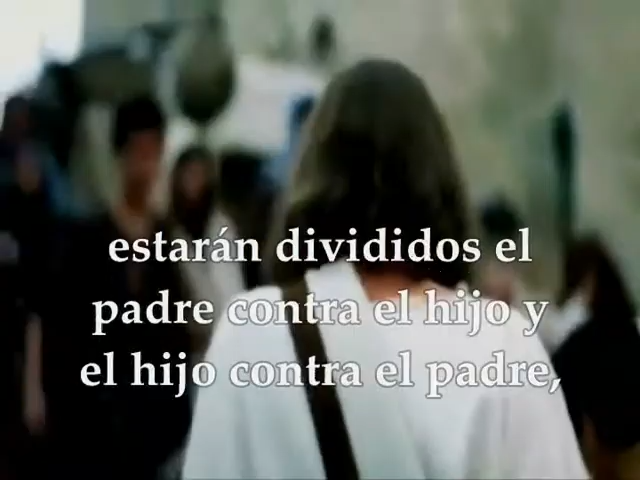 estarán divididos el
padre contra el hijo y
el hijo contra el padre,